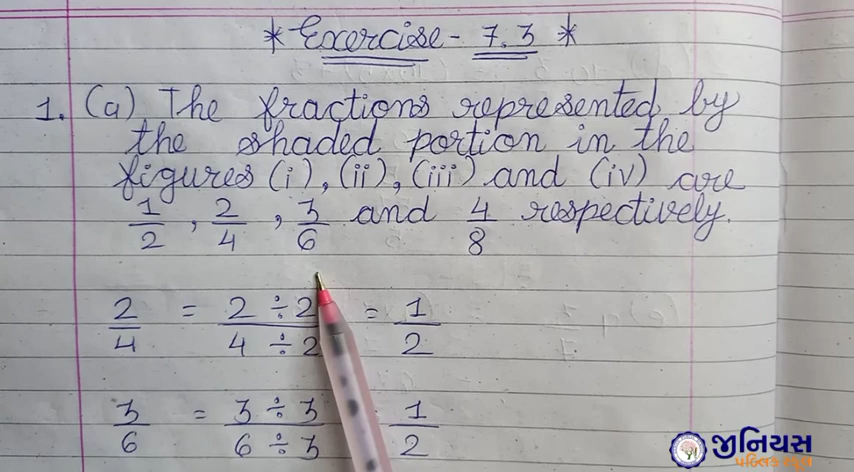 * Exercise - 7.3 *
1. (a) The fractions represented by
the shaded portion in the
figures (i), (ii), (iii) and (iv) are
1/2, 2/4, 3/6 and 4/8 respectively.
2/4 = 2 ÷ 2 / 4 ÷ 2 = 1/2
3/6 = 3 ÷ 3 / 6 ÷ 3 1/2
જીનિયસ
પબ્લિક સ્કૂલ